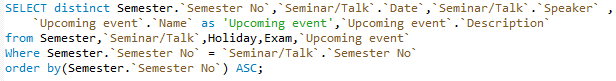 SELECT distinct Semester.`Semester No`,`Seminar/Talk`.`Date`,`Seminar/Talk`.`Speaker` ,
`Upcoming event`.`Name` as 'Upcoming event',`Upcoming event`.`Description`
from Semester,`Seminar/Talk`,Holiday,Exam,`Upcoming event`
Where Semester.`Semester No` = `Seminar/Talk`.`Semester No`
order by(Semester.`Semester No`) ASC;